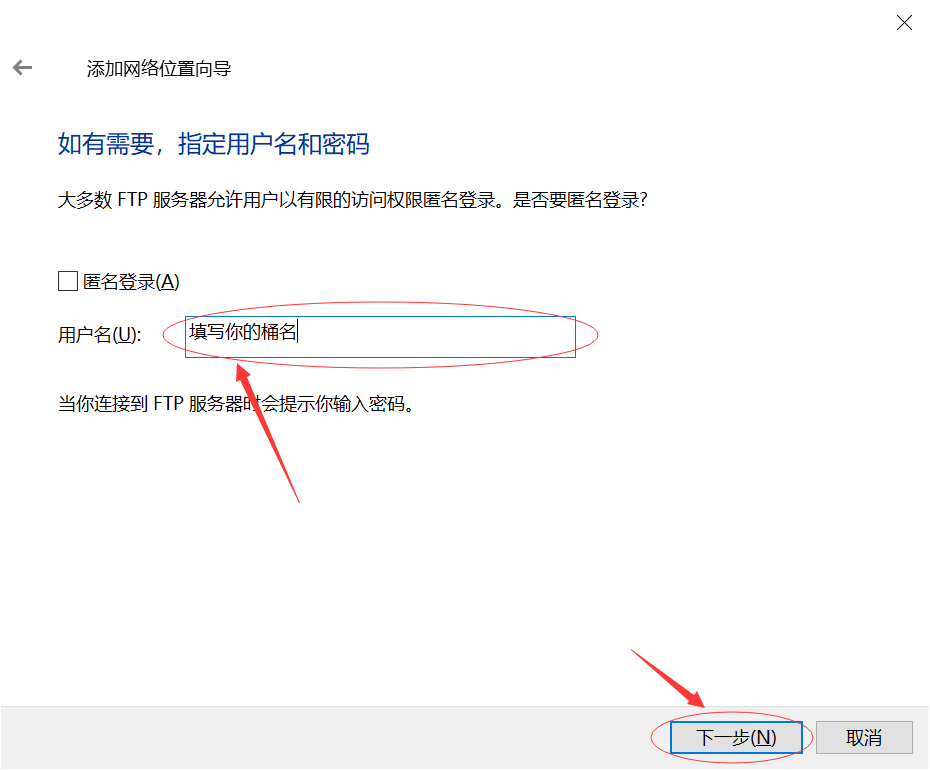 添加网络位置向导
如有需要，指定用户名和密码
大多数 FTP 服务器允许用户以有限的访问权限匿名登录。是否要匿名登录?
匿名登录(A)
用户名(U): 填写你的桶名
当你连接到 FTP 服务器时会提示你输入密码。
下一步(N) 取消